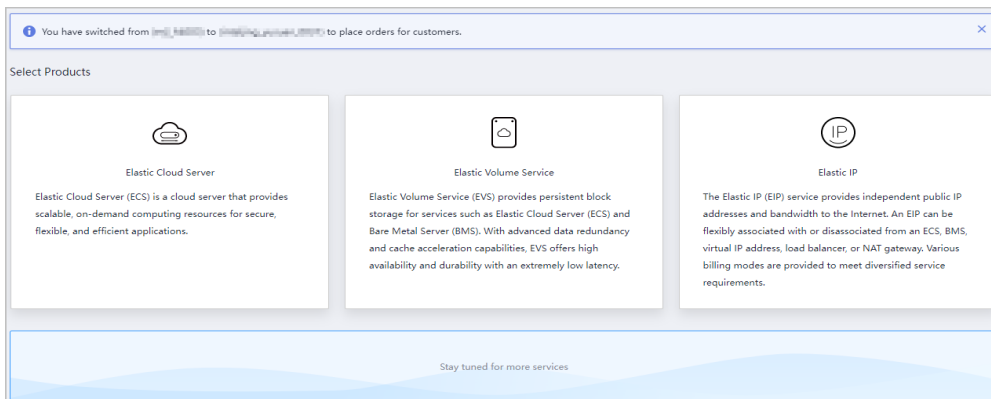 You have switched from to to place orders for customers.
Select Products
Elastic Cloud Server
Elastic Cloud Server (ECS) is a cloud server that provides
scalable, on-demand computing resources for secure,
flexible, and efficient applications.
Elastic Volume Service
Elastic Volume Service (EVS) provides persistent block
storage for services such as Elastic Cloud Server (ECS) and
Bare Metal Server (BMS). With advanced data redundancy
and cache acceleration capabilities, EVS offers high
availability and durability with an extremely low latency.
IP
Elastic IP
The Elastic IP (EIP) service provides independent public IP
addresses and bandwidth to the Internet. An EIP can be
flexibly associated with or disassociated from an ECS, BMS,
virtual IP address, load balancer, or NAT gateway. Various
billing modes are provided to meet diversified service
requirements.
Stay tuned for more services